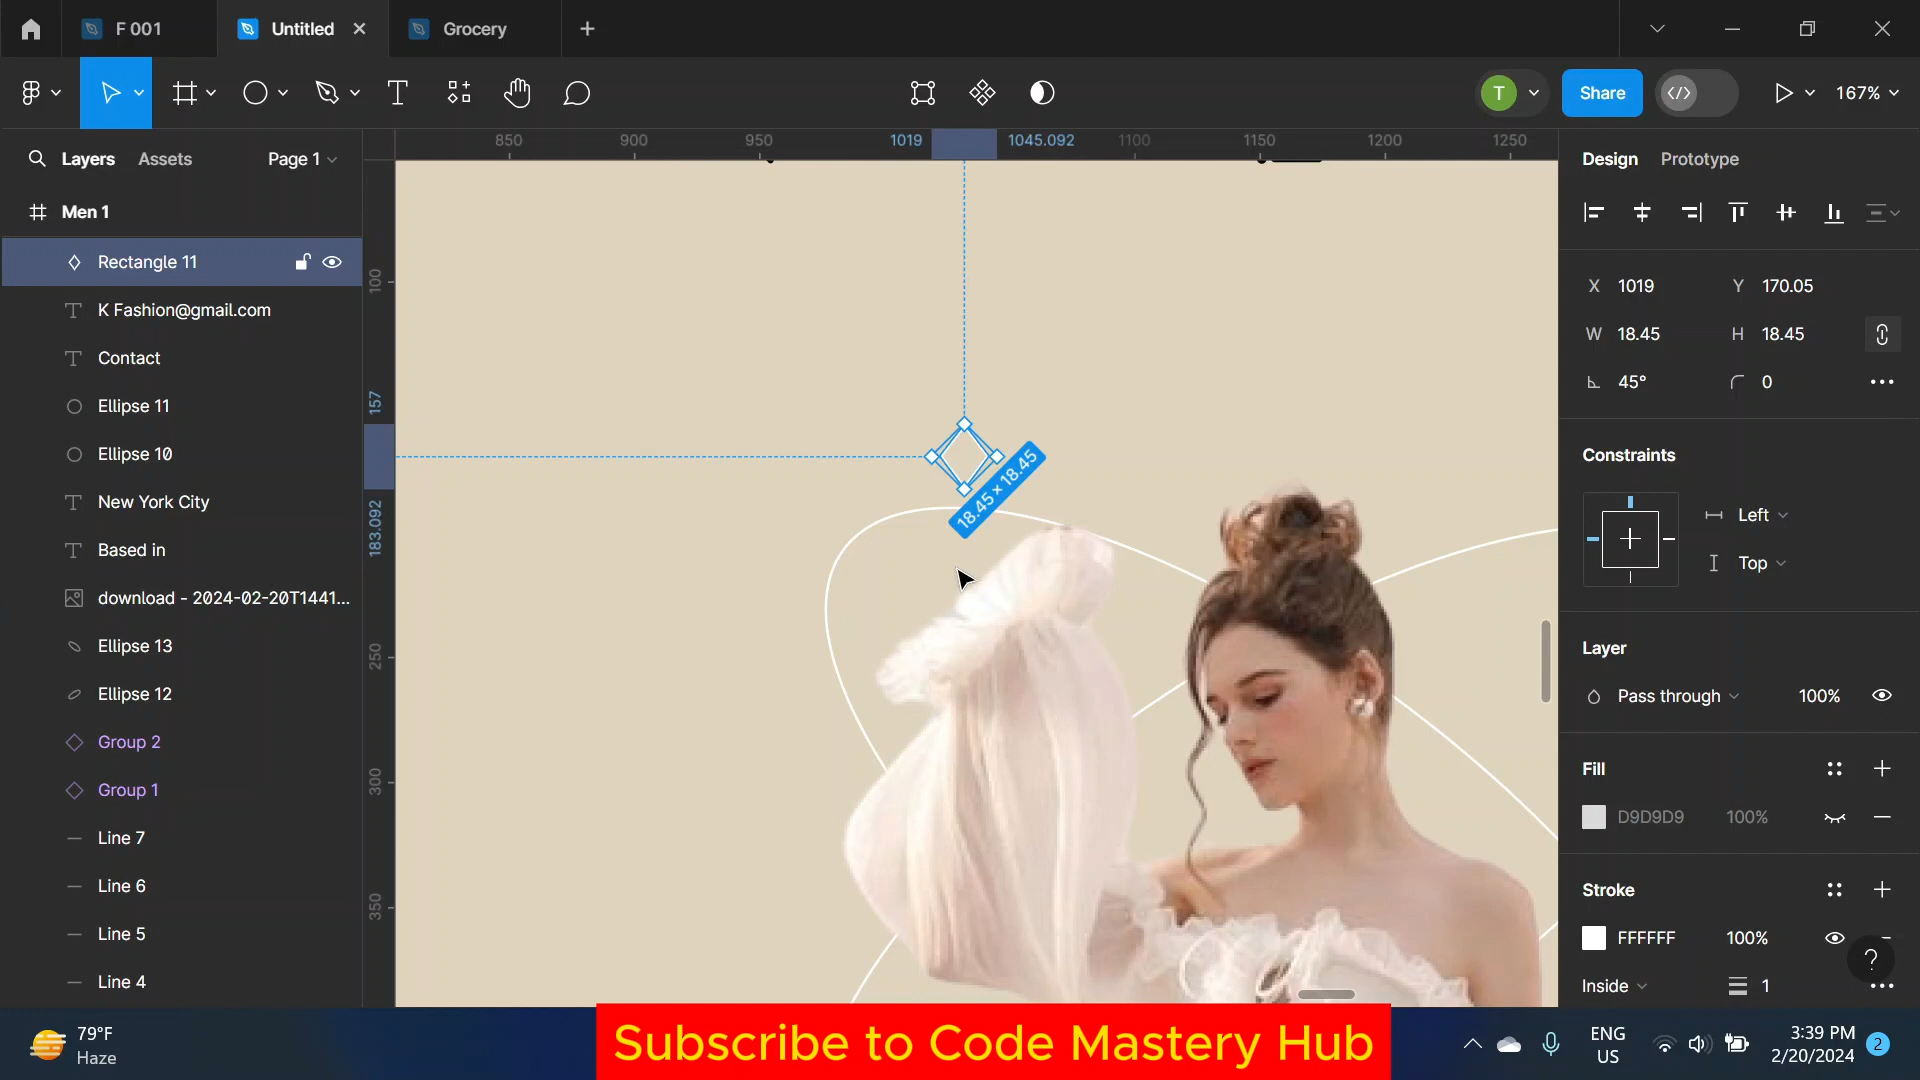 F 001
Untitled
Grocery
T
Share
167%
Layers
Assets
Page 1
850
900
950
1019
1045.092
1100
1150
1200
1250
Design
Prototype
Men 1
Rectangle 11
K Fashion@gmail.com
Contact
Ellipse 11
Ellipse 10
New York City
Based in
download - 2024-02-20T1441...
Ellipse 13
Ellipse 12
Group 2
Group 1
Line 7
Line 6
Line 5
Line 4
100
157
183.092
250
300
350
18.45 × 18.45
X 1019 Y 170.05
W 18.45 H 18.45
45° 0
Constraints
Left
Top
Layer
Pass through 100%
Fill
D9D9D9 100%
Stroke
FFFFFF 100%
Inside 1
?
79°F
Haze
Subscribe to Code Mastery Hub
ENG
US
3:39 PM
2/20/2024
2